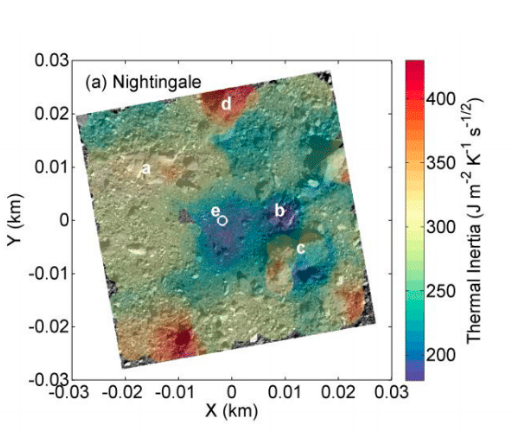 (a) Nightingale
0.03
0.02
0.01
0
-0.01
-0.02
-0.03
Y (km)
-0.03 -0.02 -0.01 0 0.01 0.02 0.03
X (km)
a
b
c
d
e
400
350
300
250
200
Thermal Inertia (J m⁻² K⁻¹ s⁻¹/²)